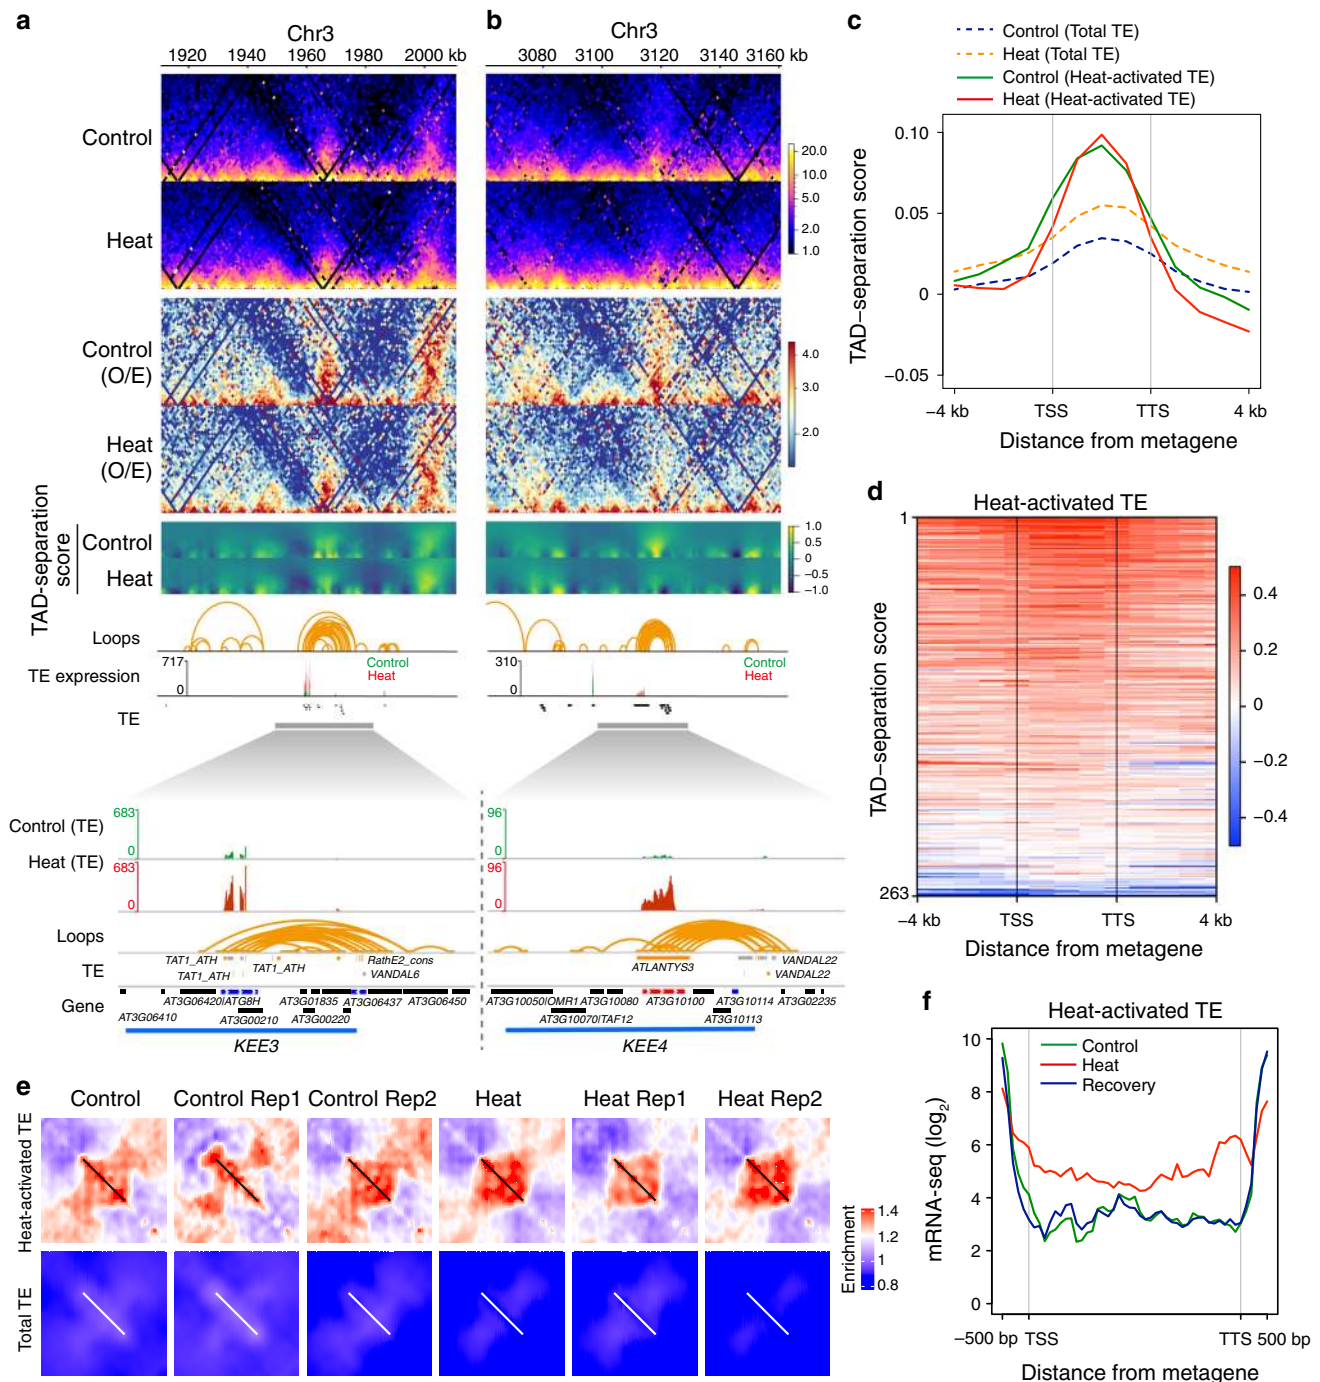 a
Chr3
1920 1940 1960 1980 2000 kb
b
Chr3
3080 3100 3120 3140 3160 kb
Control
Heat
20.0
10.0
5.0
2.0
1.0
Control
(O/E)
Heat
(O/E)
4.0
3.0
2.0
TAD-separation
score
Control
Heat
1.0
0.5
0
−0.5
−1.0
Loops
TE expression
717
0
Control
Heat
310
0
Control
Heat
TE
Control (TE)
683
0
96
0
Heat (TE)
683
0
96
0
Loops
TE
TAT1_ATH
TAT1_ATH
TAT1_ATH
RathE2_cons
VANDAL6
ATLANTYS3
VANDAL22
VANDAL22
Gene
AT3G06420|ATG8H
AT3G01835
AT3G06437
AT3G06450
AT3G06410
AT3G00210
AT3G00220
KEE3
AT3G10050|OMR1
AT3G10080
AT3G10100
AT3G10114
AT3G02235
AT3G10070|TAF12
AT3G10113
KEE4
c
Control (Total TE)
Heat (Total TE)
Control (Heat-activated TE)
Heat (Heat-activated TE)
TAD−separation score
0.10
0.05
0
−0.05
−4 kb TSS TTS 4 kb
Distance from metagene
d
Heat-activated TE
TAD−separation score
1
263
−4 kb TSS TTS 4 kb
Distance from metagene
0.4
0.2
0
−0.2
−0.4
e
Control Control Rep1 Control Rep2 Heat Heat Rep1 Heat Rep2
Heat-activated TE
Total TE
Enrichment
1.4
1.2
1
0.8
f
Heat-activated TE
Control
Heat
Recovery
mRNA-seq (log2)
10
8
6
4
2
0
−500 bp TSS TTS 500 bp
Distance from metagene